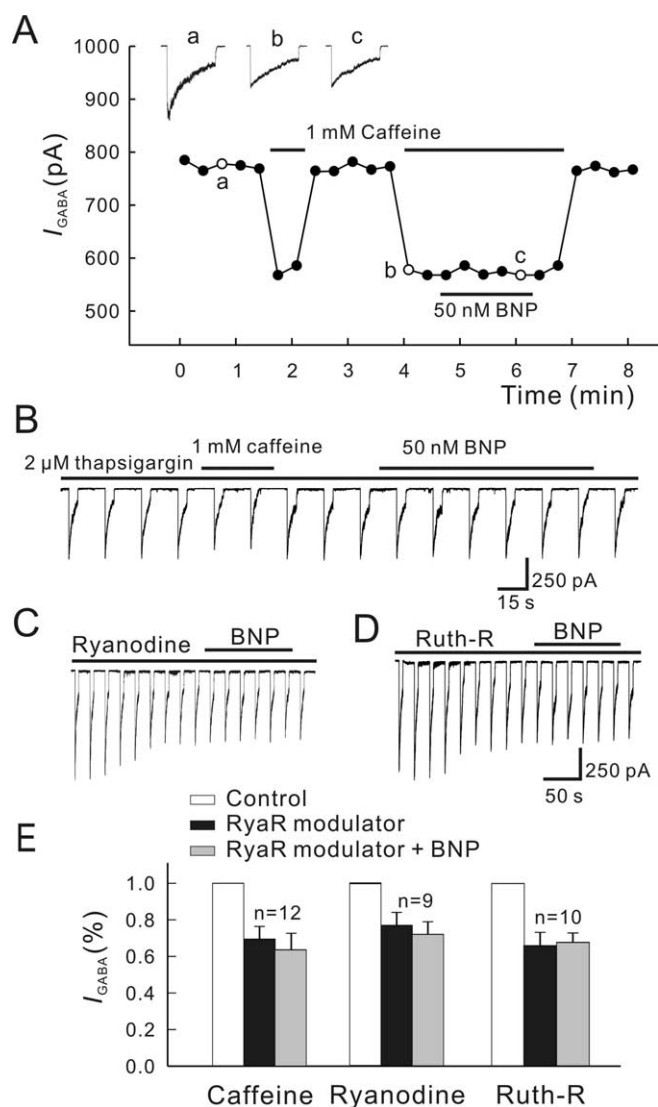 A
a b c
1000
900
800
700
600
500
I GABA (pA)
1 mM Caffeine
a
b
c
50 nM BNP
0 1 2 3 4 5 6 7 8
Time (min)
B
2 µM thapsigargin
1 mM caffeine
50 nM BNP
250 pA
15 s
C
Ryanodine
BNP
D
Ruth-R
BNP
250 pA
50 s
Control
RyaR modulator
RyaR modulator + BNP
E
I GABA (%)
1.0
0.8
0.6
0.4
0.2
0.0
n=12
n=9
n=10
Caffeine Ryanodine Ruth-R